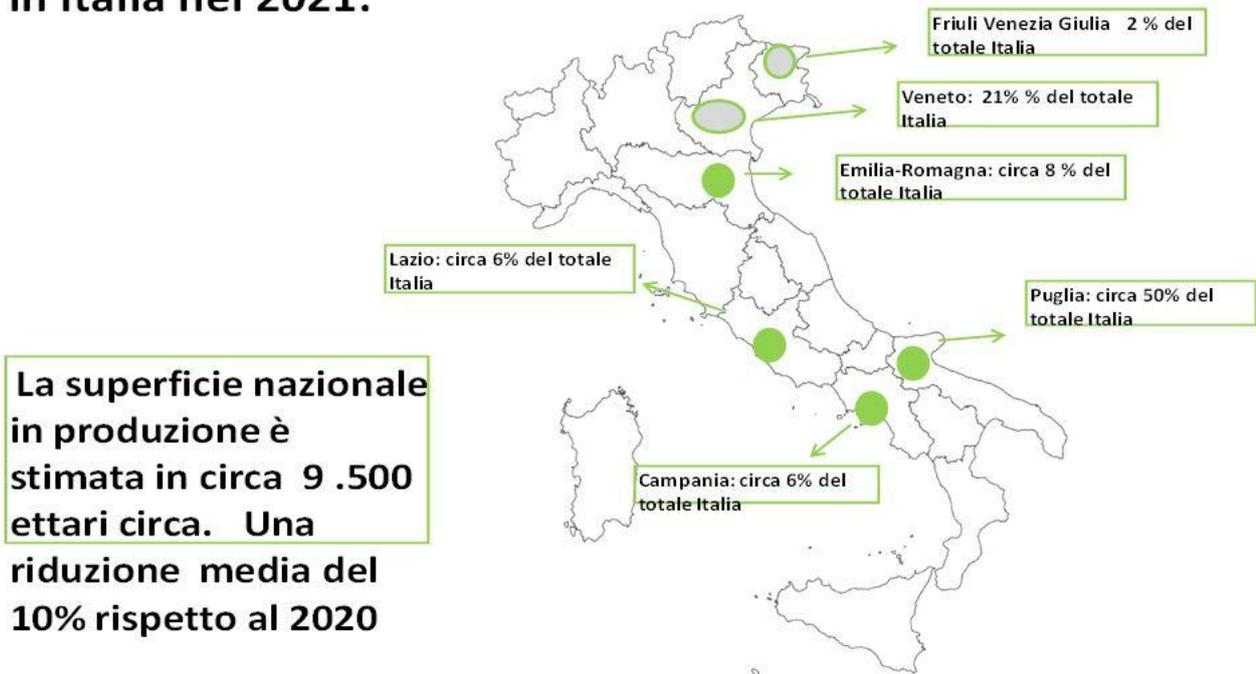 in Italia nel 2021:
Friuli Venezia Giulia 2 % del
totale Italia
Veneto: 21% % del totale
Italia
Emilia-Romagna: circa 8 % del
totale Italia
Lazio: circa 6% del totale
Italia
Puglia: circa 50% del
totale Italia
La superficie nazionale
in produzione è
stimata in circa 9 .500
ettari circa. Una
riduzione media del
10% rispetto al 2020
Campania: circa 6% del
totale Italia